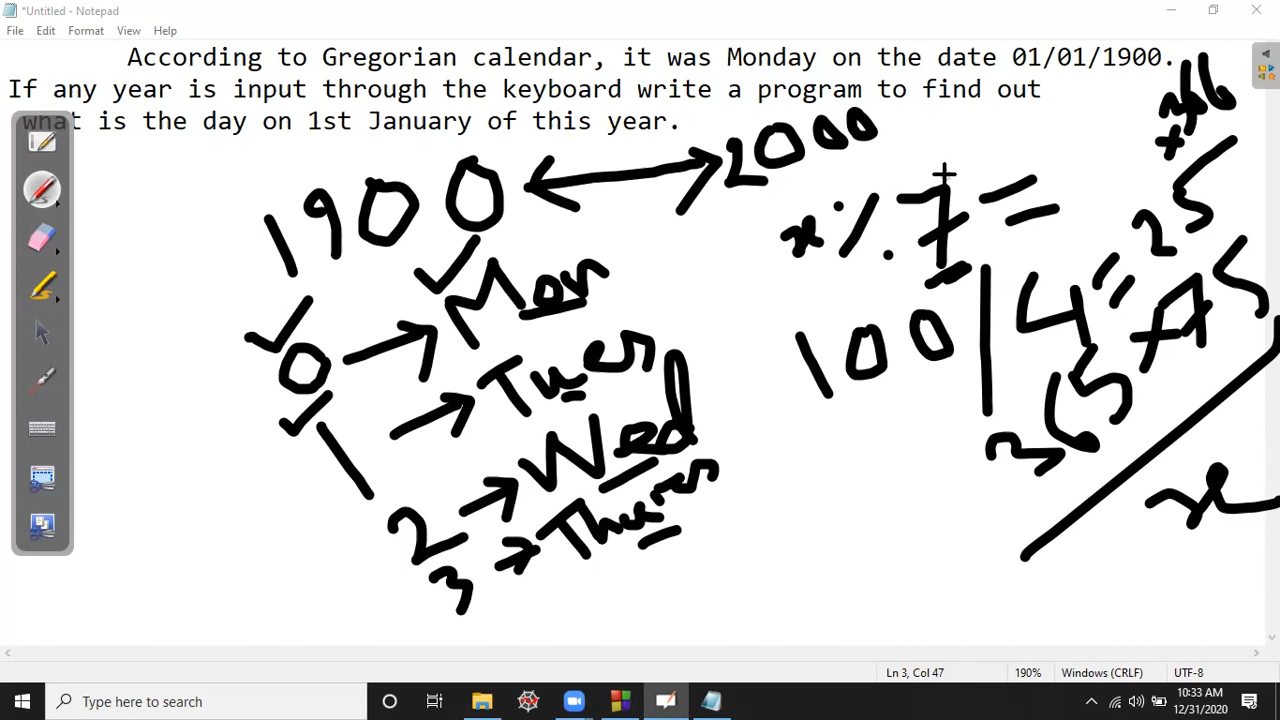 *Untitled - Notepad
File Edit Format View Help
According to Gregorian calendar, it was Monday on the date 01/01/1900.
If any year is input through the keyboard write a program to find out
what is the day on 1st January of this year.
1900 2000
Mon
0
Tues
1
Wed
2
Thurs
3
x % 7 =
100 4 = 25
365
x 366
x
Ln 3, Col 47 190% Windows (CRLF) UTF-8
Type here to search
10:33 AM
12/31/2020